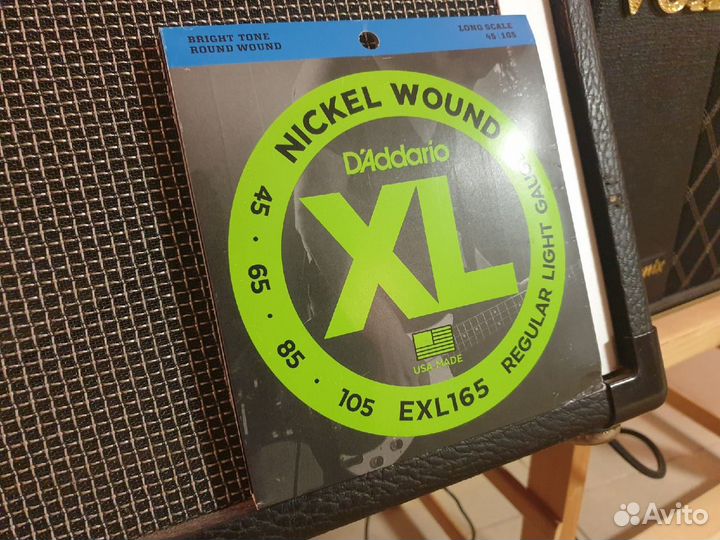 BRIGHT TONE
ROUND WOUND
LONG SCALE
45 | 105
NICKEL WOUND
D'Addario
XL
USA MADE
45 • 65 • 85 • 105
EXL165
REGULAR LIGHT
Avito